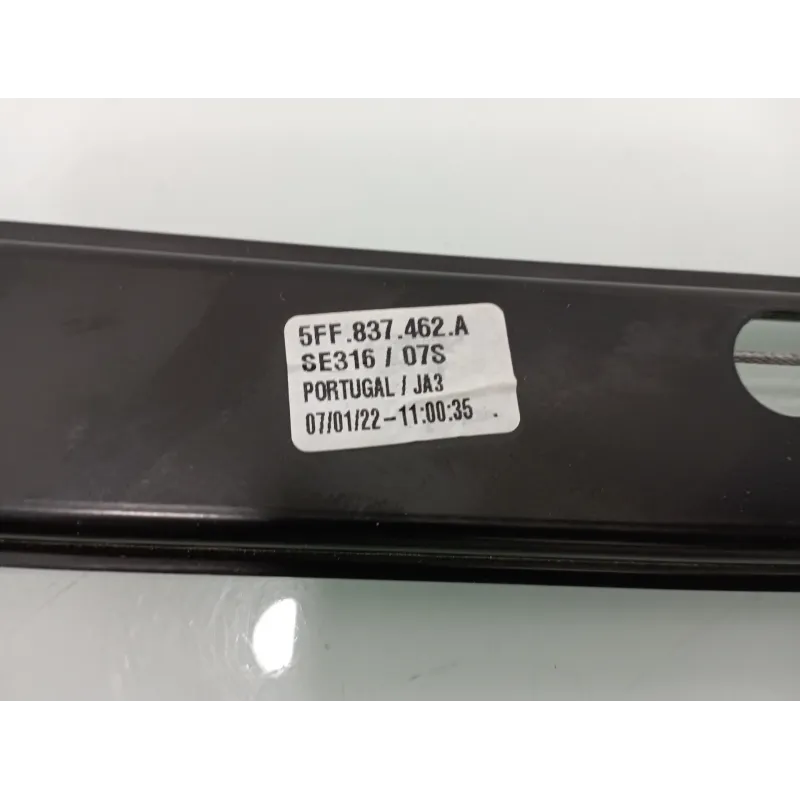 5FF.837.462.A
SE316 / 07S
PORTUGAL / JA3
07/01/22-11:00:35 .